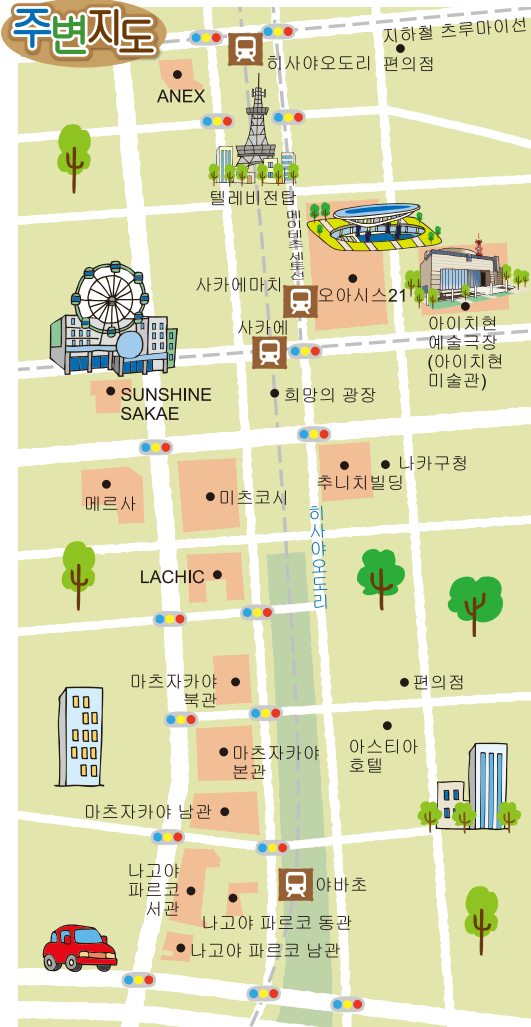 주변지도
지하철 츠루마이선
히사야오도리
편의점
ANEX
텔레비전탑
메이테츠 세토선
사카에마치
오아시스21
사카에
아이치현
예술극장
(아이치현
미술관)
SUNSHINE
SAKAE
희망의 광장
나카구청
추니치빌딩
메르사
미츠코시
히사야오도리
LACHIC
마츠자카야
북관
편의점
아스티아
호텔
마츠자카야
본관
마츠자카야 남관
나고야
파르코
서관
야바초
나고야 파르코 동관
나고야 파르코 남관